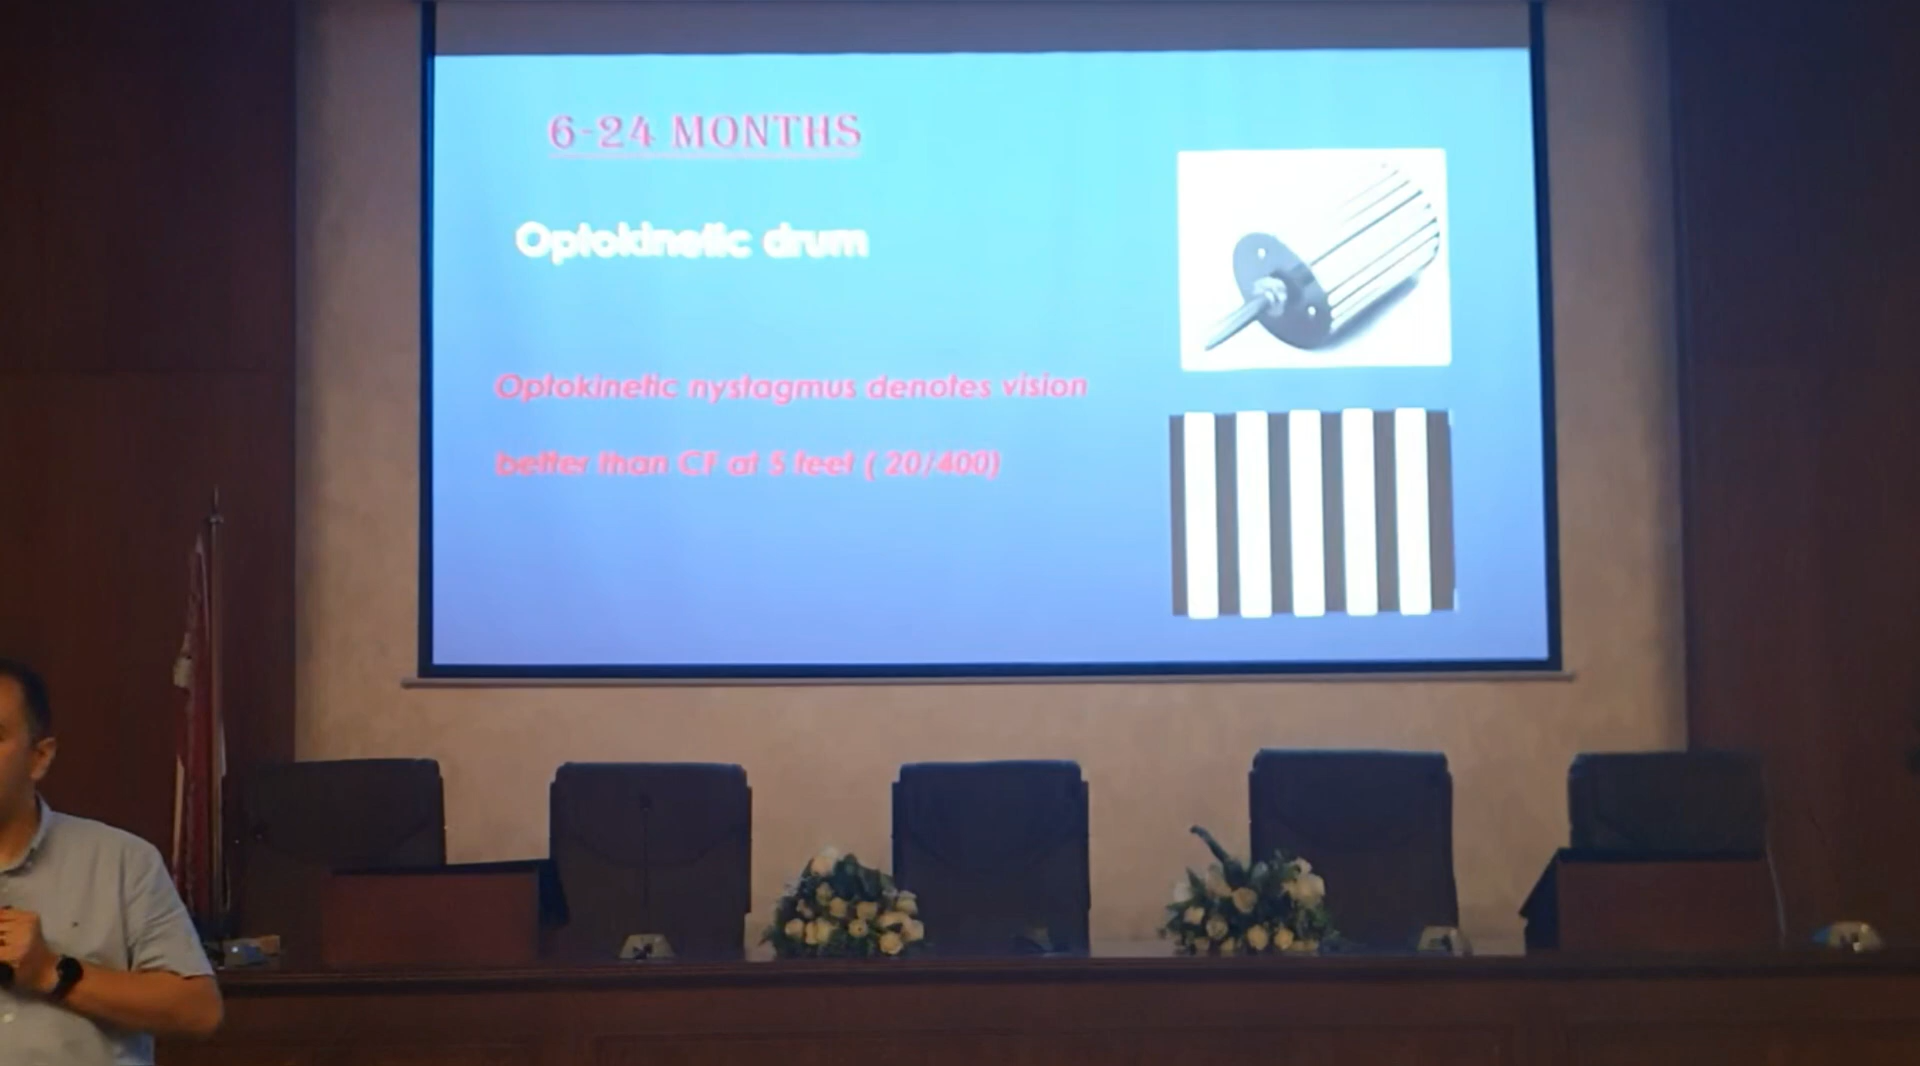 6-24 MONTHS
Optokinetic drum
Optokinetic nystagmus denotes vision
better than CF at 5 feet ( 20/400)